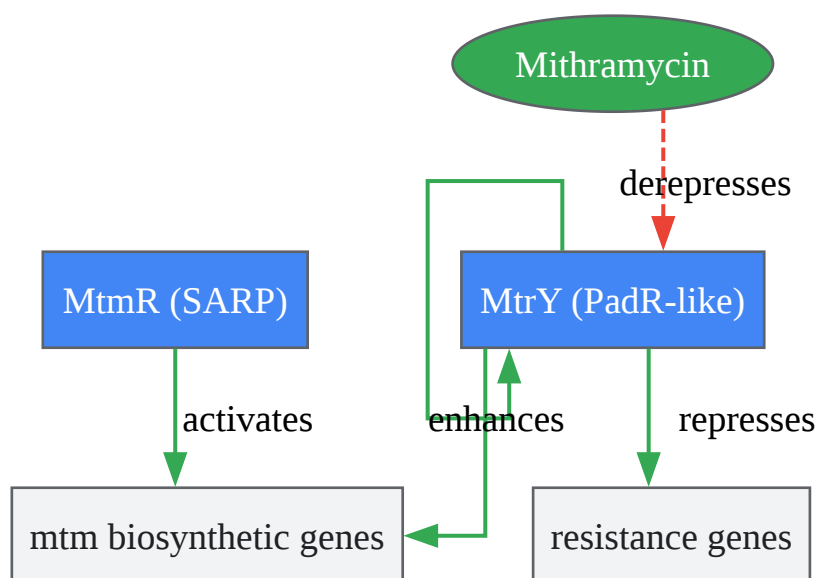 Mithramycin
derepresses
MtmR (SARP)
MtrY (PadR-like)
activates
enhances
represses
mtm biosynthetic genes
resistance genes